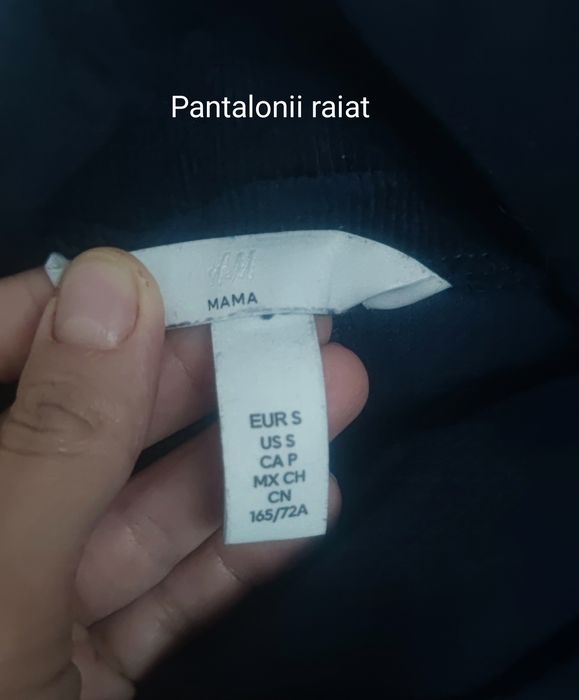 Pantalonii raiat
H&M
MAMA
EUR S
US S
CA P
MX CH
CN
165/72A